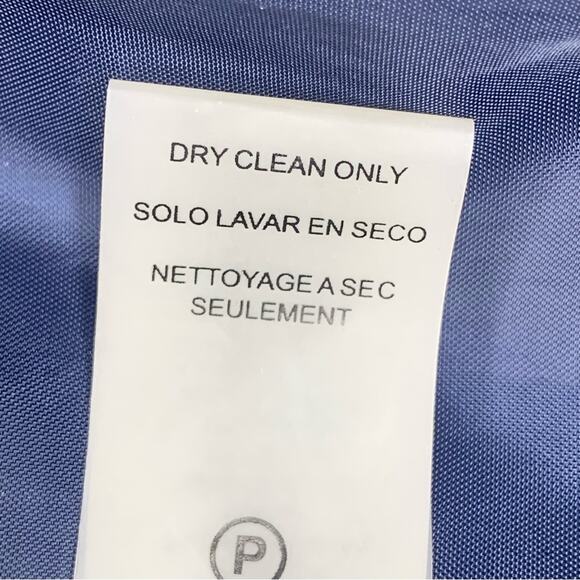 DRY CLEAN ONLY
SOLO LAVAR EN SECO
NETTOYAGE A SEC
SEULEMENT
P